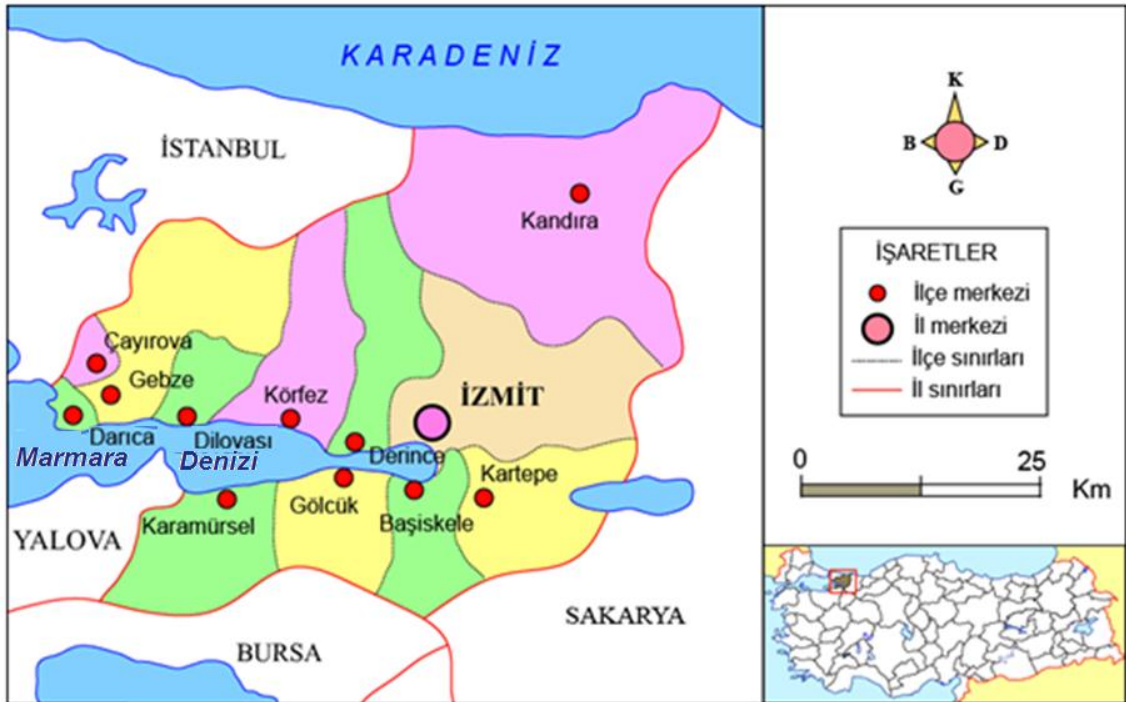 KARADENİZ
İSTANBUL
Kandıra
Çayırova
Gebze
Körfez
İZMİT
Darıca
Dilovası
Derince
Marmara Denizi
Kartepe
Gölcük
Karamürsel
Başiskele
YALOVA
SAKARYA
BURSA
K
B
D
G
İŞARETLER
İlçe merkezi
İl merkezi
İlçe sınırları
İl sınırları
0
25
Km